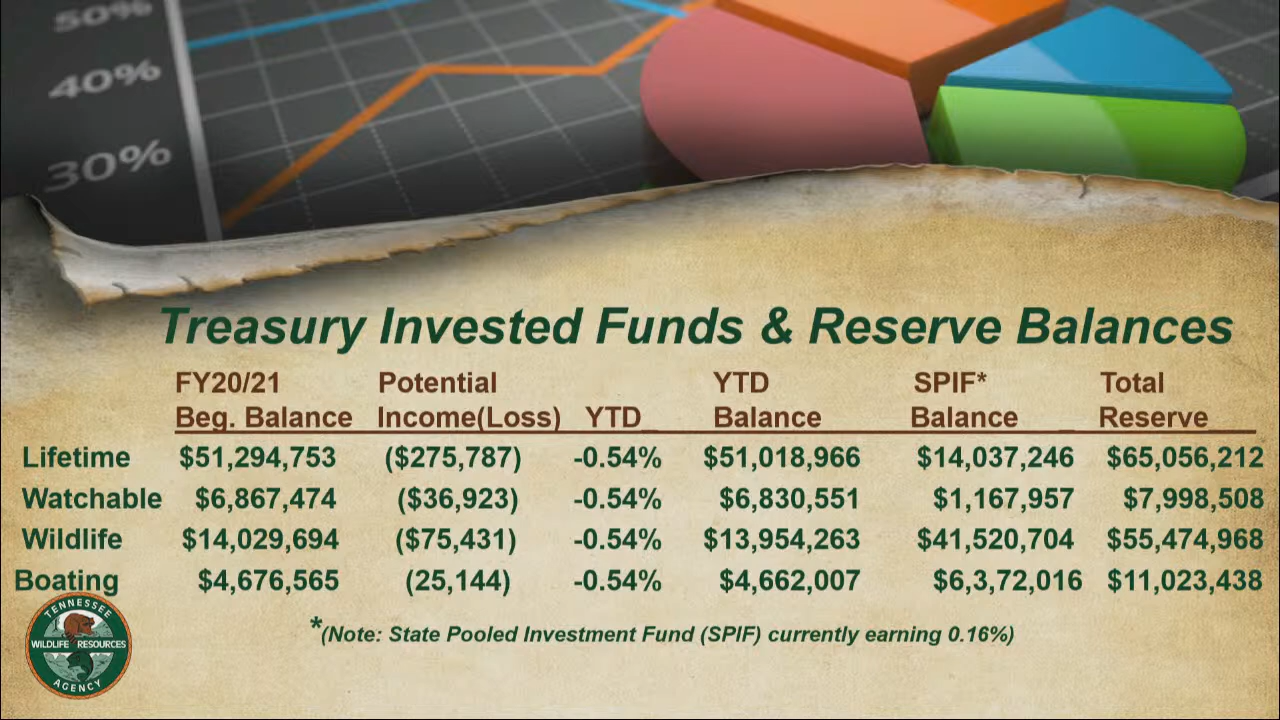 50%
40%
30%
Treasury Invested Funds & Reserve Balances
FY20/21 Potential YTD SPIF* Total
Beg. Balance Income(Loss) YTD_ Balance Balance _ Reserve___
Lifetime $51,294,753 ($275,787) -0.54% $51,018,966 $14,037,246 $65,056,212
Watchable $6,867,474 ($36,923) -0.54% $6,830,551 $1,167,957 $7,998,508
Wildlife $14,029,694 ($75,431) -0.54% $13,954,263 $41,520,704 $55,474,968
Boating $4,676,565 (25,144) -0.54% $4,662,007 $6,3,72,016 $11,023,438
*(Note: State Pooled Investment Fund (SPIF) currently earning 0.16%)
TENNESSEE
WILDLIFE RESOURCES
AGENCY